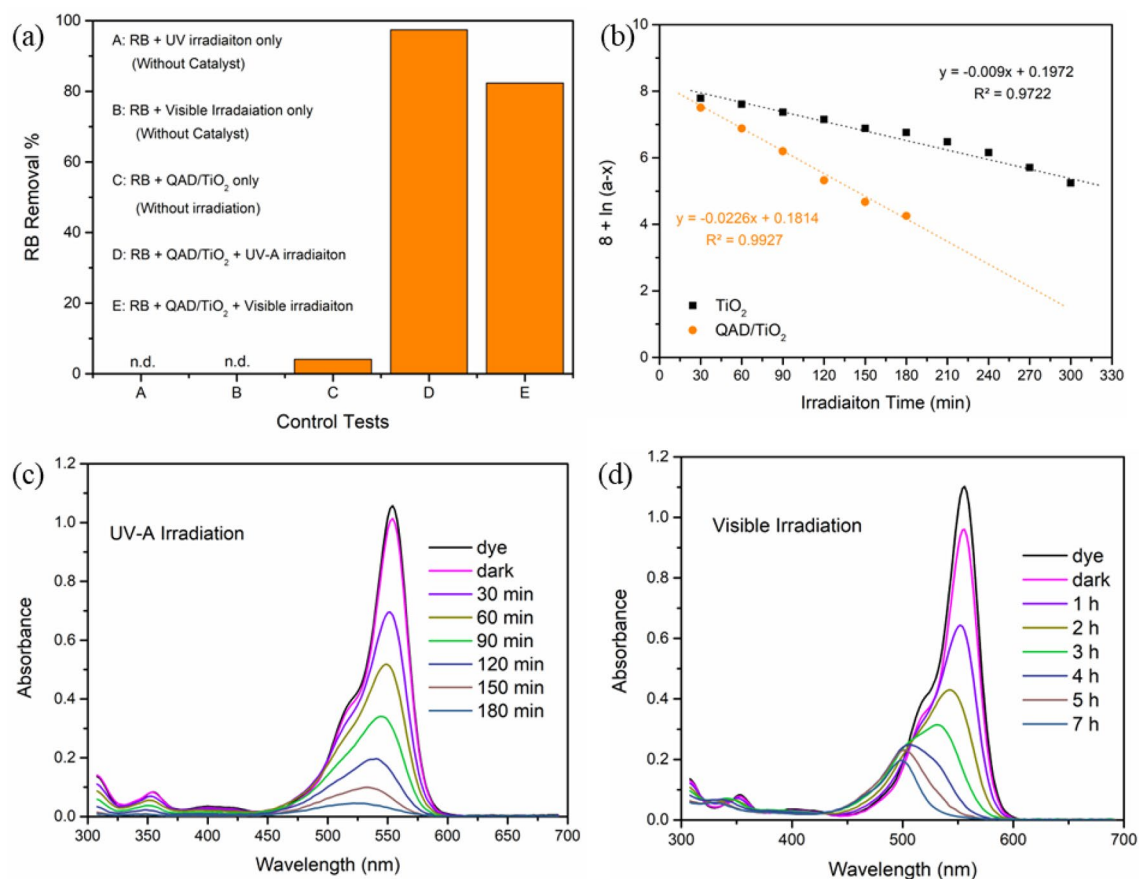 (a)
100
80
60
40
20
0
RB Removal %
A: RB + UV irradiaiton only
(Without Catalyst)
B: RB + Visible Irradaiation only
(Without Catalyst)
C: RB + QAD/TiO2 only
(Without irradiation)
D: RB + QAD/TiO2 + UV-A irradiaiton
E: RB + QAD/TiO2 + Visible irradiaiton
n.d.
n.d.
A B C D E
Control Tests
(b)
10
8
6
4
2
0
8 + ln (a-x)
y = -0.009x + 0.1972
R² = 0.9722
y = -0.0226x + 0.1814
R² = 0.9927
TiO2
QAD/TiO2
0 30 60 90 120 150 180 210 240 270 300 330
Irradiaiton Time (min)
(c)
1.2
1.0
0.8
0.6
0.4
0.2
0.0
Absorbance
UV-A Irradiation
dye
dark
30 min
60 min
90 min
120 min
150 min
180 min
300 350 400 450 500 550 600 650 700
Wavelength (nm)
(d)
1.2
1.0
0.8
0.6
0.4
0.2
0.0
Absorbance
Visible Irradiation
dye
dark
1 h
2 h
3 h
4 h
5 h
7 h
300 400 500 600 700
Wavelength (nm)